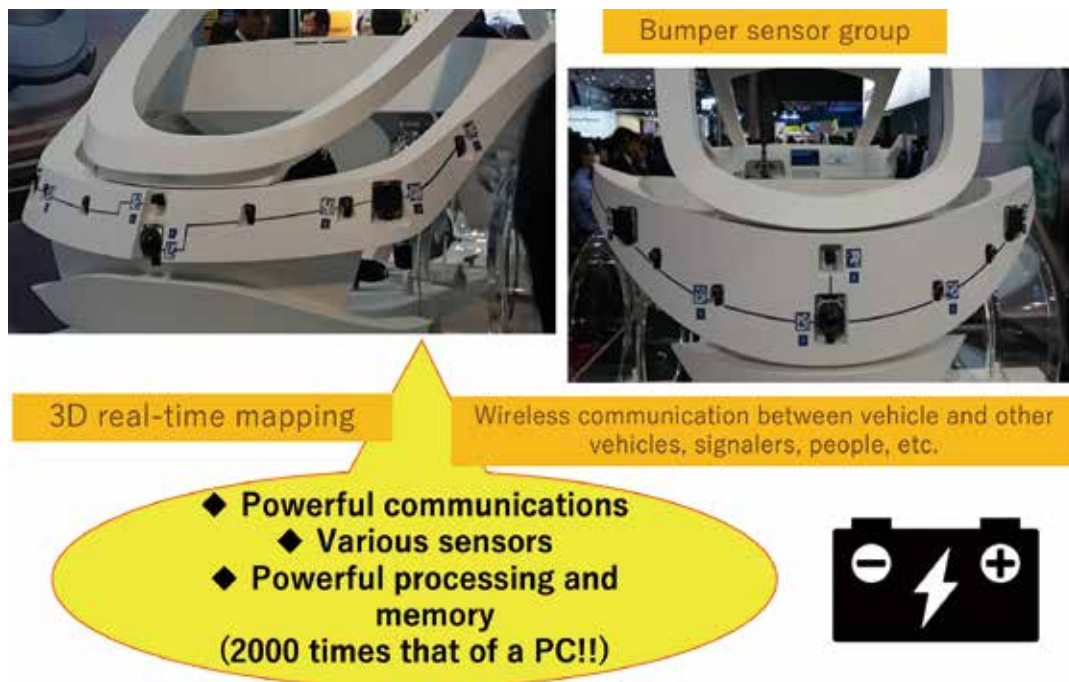 Bumper sensor group
3D real-time mapping
Wireless communication between vehicle and other
vehicles, signalers, people, etc.
◆ Powerful communications
◆ Various sensors
◆ Powerful processing and
memory
(2000 times that of a PC!!)